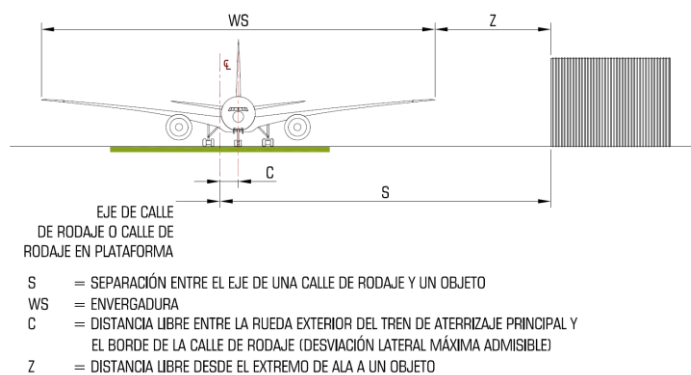 WS
Z
℄
C
S
EJE DE CALLE
DE RODAJE O CALLE DE
RODAJE EN PLATAFORMA
S = SEPARACIÓN ENTRE EL EJE DE UNA CALLE DE RODAJE Y UN OBJETO
WS = ENVERGADURA
C = DISTANCIA LIBRE ENTRE LA RUEDA EXTERIOR DEL TREN DE ATERRIZAJE PRINCIPAL Y
EL BORDE DE LA CALLE DE RODAJE (DESVIACIÓN LATERAL MÁXIMA ADMISIBLE)
Z = DISTANCIA LIBRE DESDE EL EXTREMO DE ALA A UN OBJETO